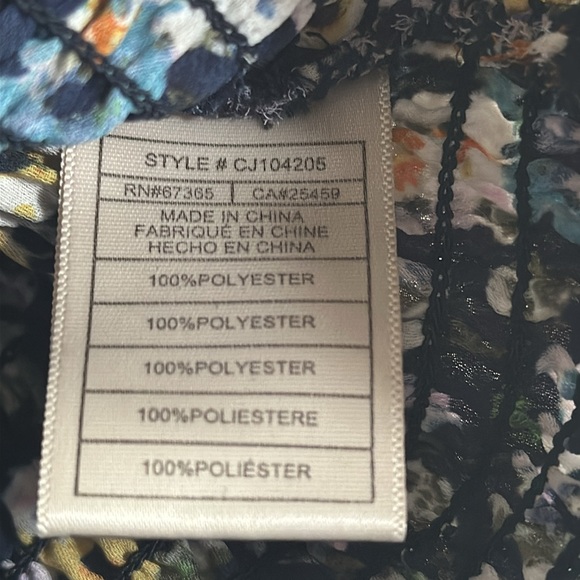 STYLE # CJ104205
RN#67365 CA#25459
MADE IN CHINA
FABRIQUÉ EN CHINE
HECHO EN CHINA
100%POLYESTER
100%POLYESTER
100%POLYESTER
100%POLIESTERE
100%POLIÉSTER